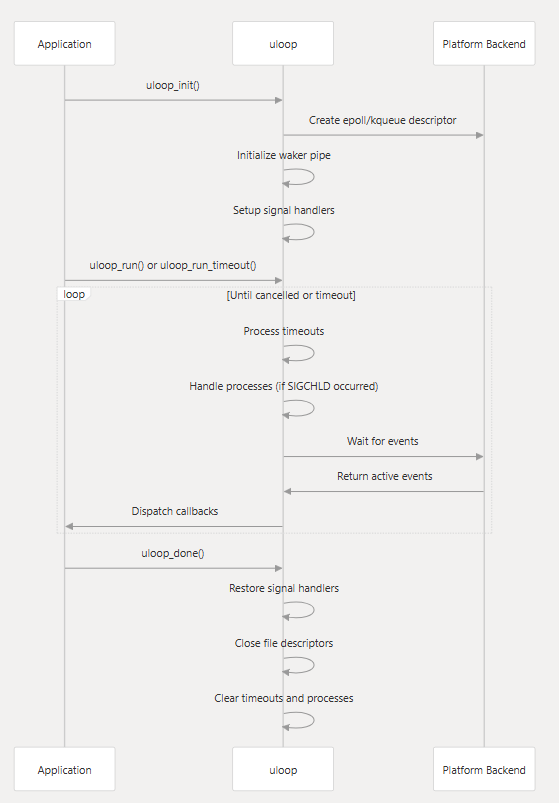 Application
uloop
Platform Backend
uloop_init()
Create epoll/kqueue descriptor
Initialize waker pipe
Setup signal handlers
uloop_run() or uloop_run_timeout()
loop
[Until cancelled or timeout]
Process timeouts
Handle processes (if SIGCHLD occurred)
Wait for events
Return active events
Dispatch callbacks
uloop_done()
Restore signal handlers
Close file descriptors
Clear timeouts and processes
Application
uloop
Platform Backend